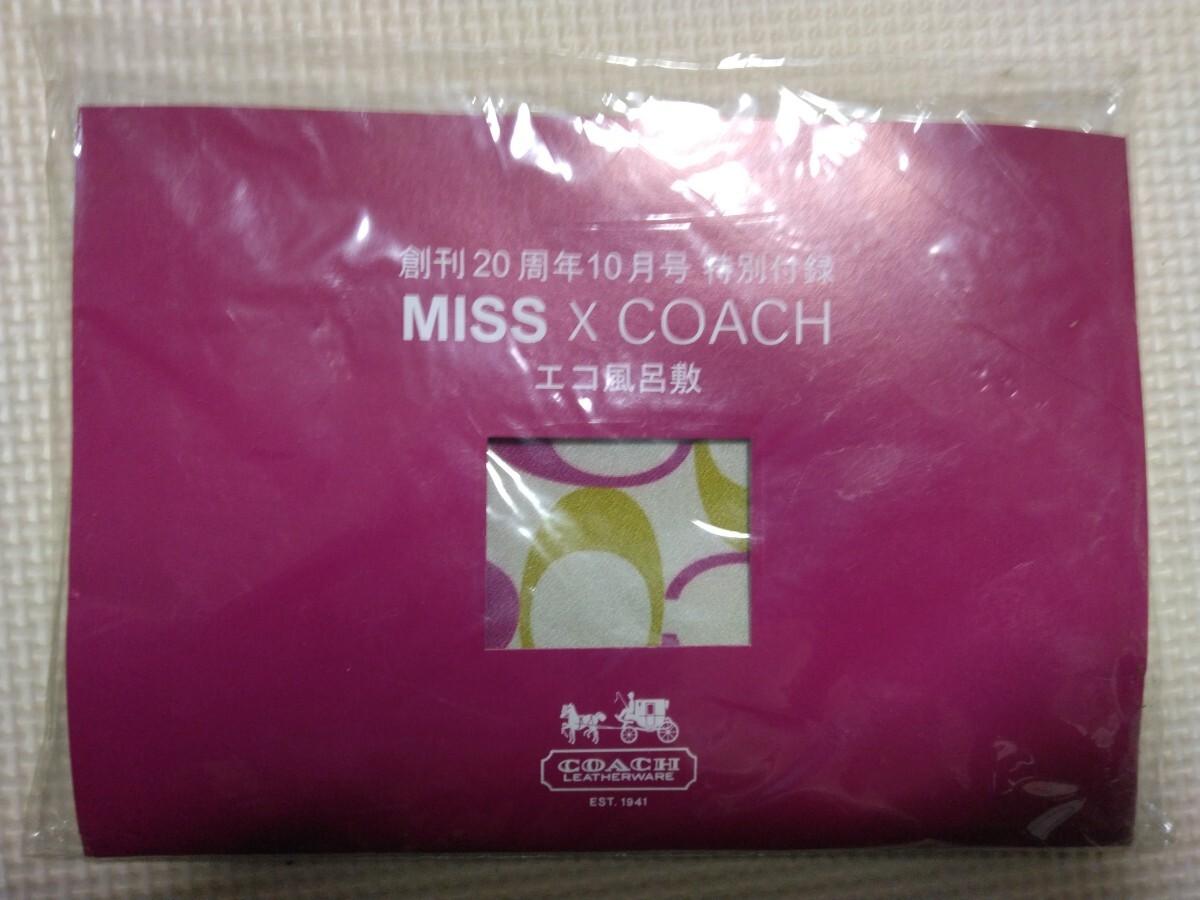 創刊20周年10月号 特別付録
MISS X COACH
エコ風呂敷
COACH
LEATHERWARE
EST. 1941